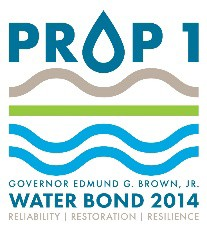 PROP 1
GOVERNOR EDMUND G. BROWN, JR.
WATER BOND 2014
RELIABILITY | RESTORATION | RESILIENCE